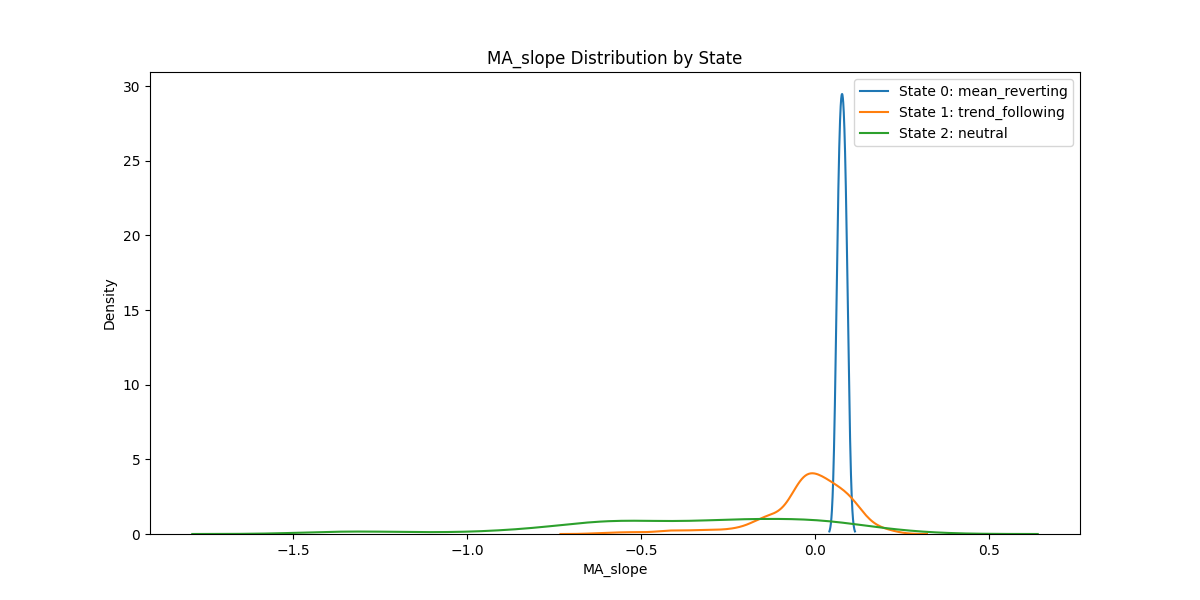 MA_slope Distribution by State
30
25
20
15
10
5
0
Density
State 0: mean_reverting
State 1: trend_following
State 2: neutral
−1.5
−1.0
−0.5
0.0
0.5
MA_slope